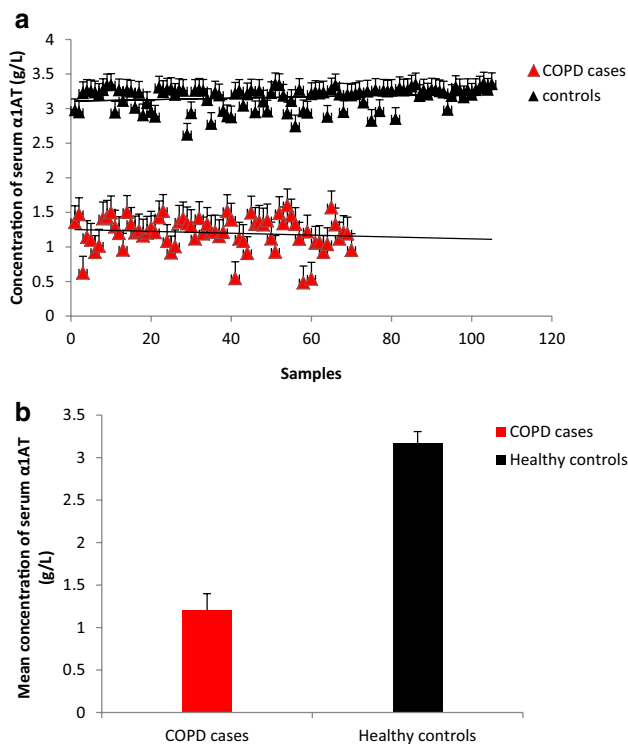 a
4
3.5
3
2.5
2
1.5
1
0.5
0
Concentration of serum α1AT (g/L)
0 20 40 60 80 100 120
Samples
COPD cases
controls
b
3.5
3
2.5
2
1.5
1
0.5
0
Mean concentration of serum α1AT
(g/L)
COPD cases Healthy controls
COPD cases
Healthy controls